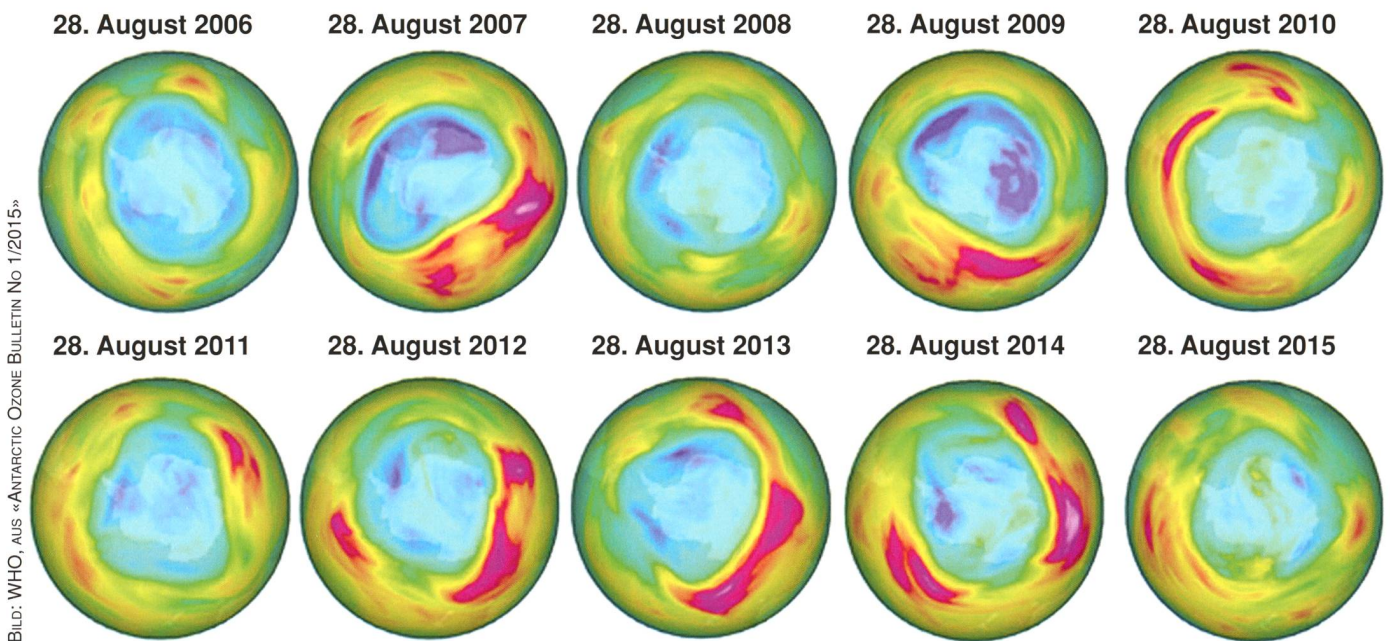 28. August 2006
28. August 2007
28. August 2008
28. August 2009
28. August 2010
28. August 2011
28. August 2012
28. August 2013
28. August 2014
28. August 2015
BILD: WHO, AUS «ANTARCTIC OZONE BULLETIN NO 1/2015»